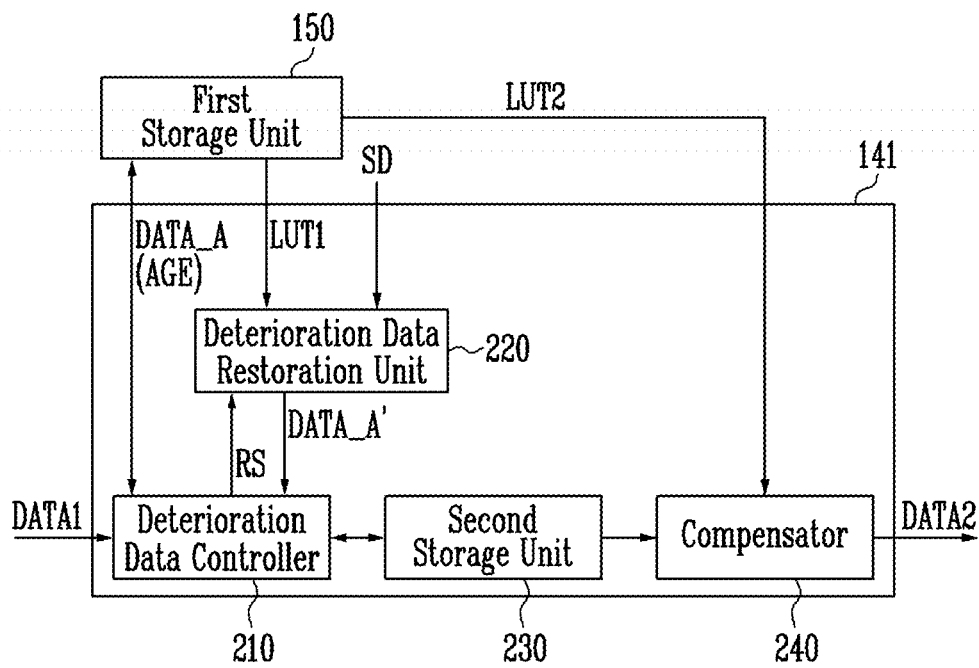 150
First
Storage Unit
LUT2
SD
141
DATA_A
(AGE)
LUT1
Deterioration Data
Restoration Unit
220
RS
DATA_A'
DATA1
Deterioration
Data Controller
Second
Storage Unit
Compensator
DATA2
210
230
240